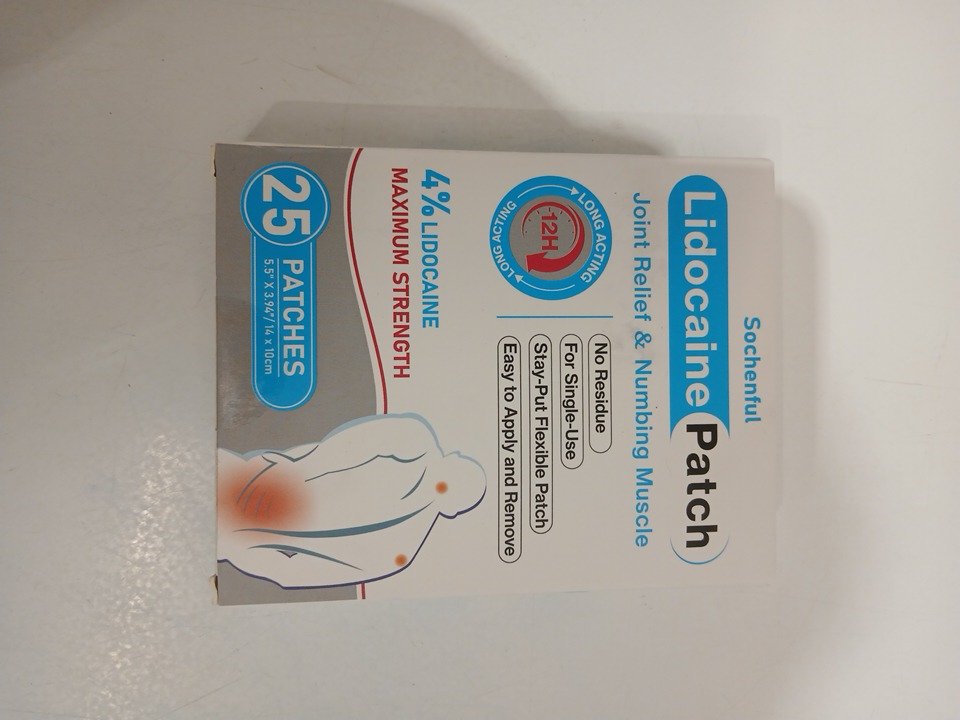 Sochenful
Lidocaine Patch
Joint Relief & Numbing Muscle
LONG ACTING
12H
LONG ACTING
No Residue
For Single-Use
Stay-Put Flexible Patch
Easy to Apply and Remove
4% LIDOCAINE
MAXIMUM STRENGTH
25 PATCHES
5.5" X 3.94"/14 x 10cm